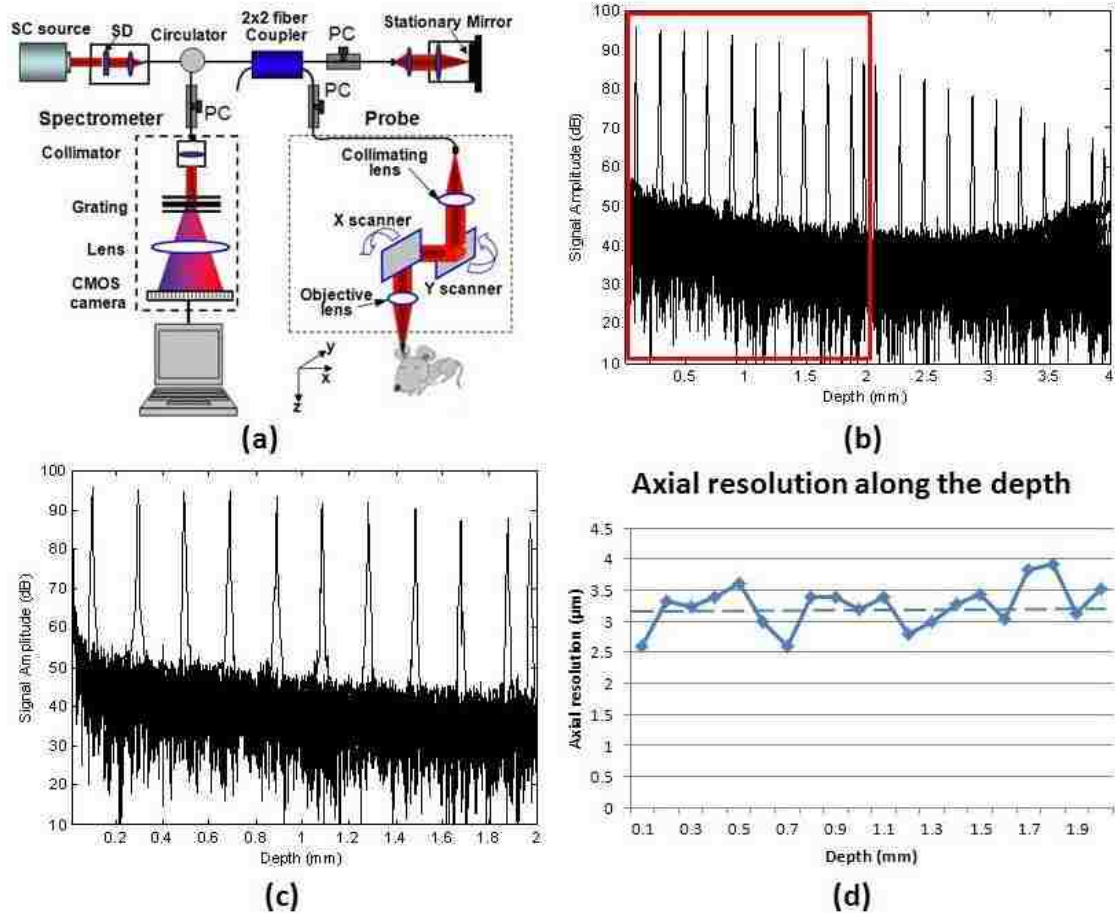 SC source
SD
Circulator
2x2 fiber
Coupler
PC
Stationary Mirror
PC
PC
Spectrometer
Probe
Collimator
Collimating
lens
Grating
X scanner
Lens
CMOS
camera
Y scanner
Objective
lens
y
x
z
(a)
100
90
80
70
60
50
40
30
20
10
Signal Amplitude (dB)
0.5
1
1.5
2
2.5
3
3.5
4
Depth (mm)
(b)
100
90
80
70
60
50
40
30
20
10
Signal Amplitude (dB)
0.2
0.4
0.6
0.8
1
1.2
1.4
1.6
1.8
2
Depth (mm)
(c)
Axial resolution along the depth
4.5
4
3.5
3
2.5
2
1.5
1
0.5
0
Axial resolution (µm)
0.1
0.3
0.5
0.7
0.9
1.1
1.3
1.5
1.7
1.9
Depth (mm)
(d)